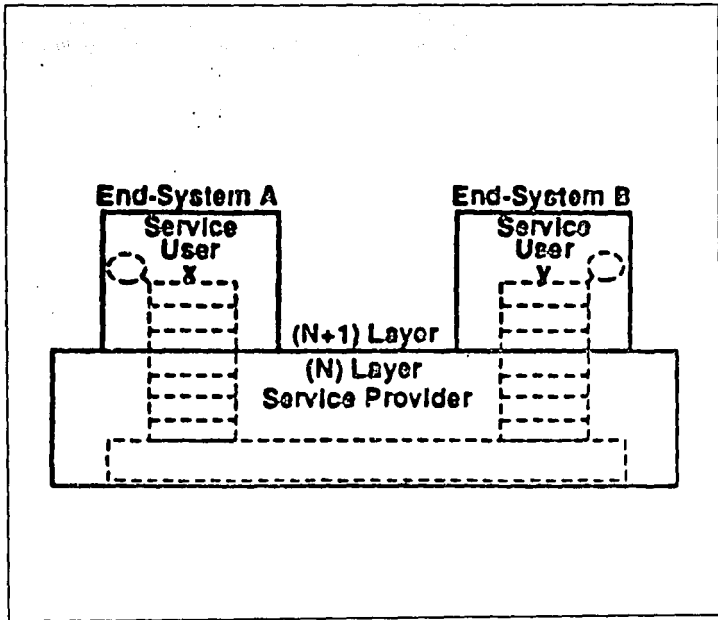 End-System A
End-System B
Service
User
x
Service
User
y
(N+1) Layer
(N) Layer
Service Provider